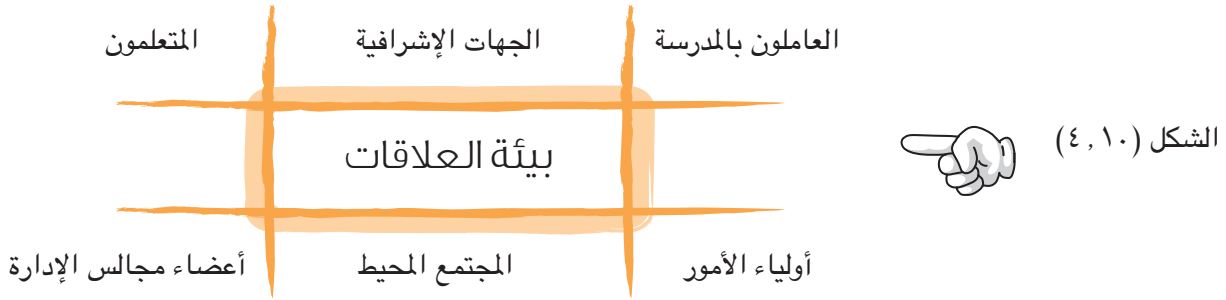 العاملون بالمدرسة
الجهات الإشرافية
المتعلمون
الشكل (٤,١٠)
بيئة العلاقات
أولياء الأمور
المجتمع المحيط
أعضاء مجالس الإدارة